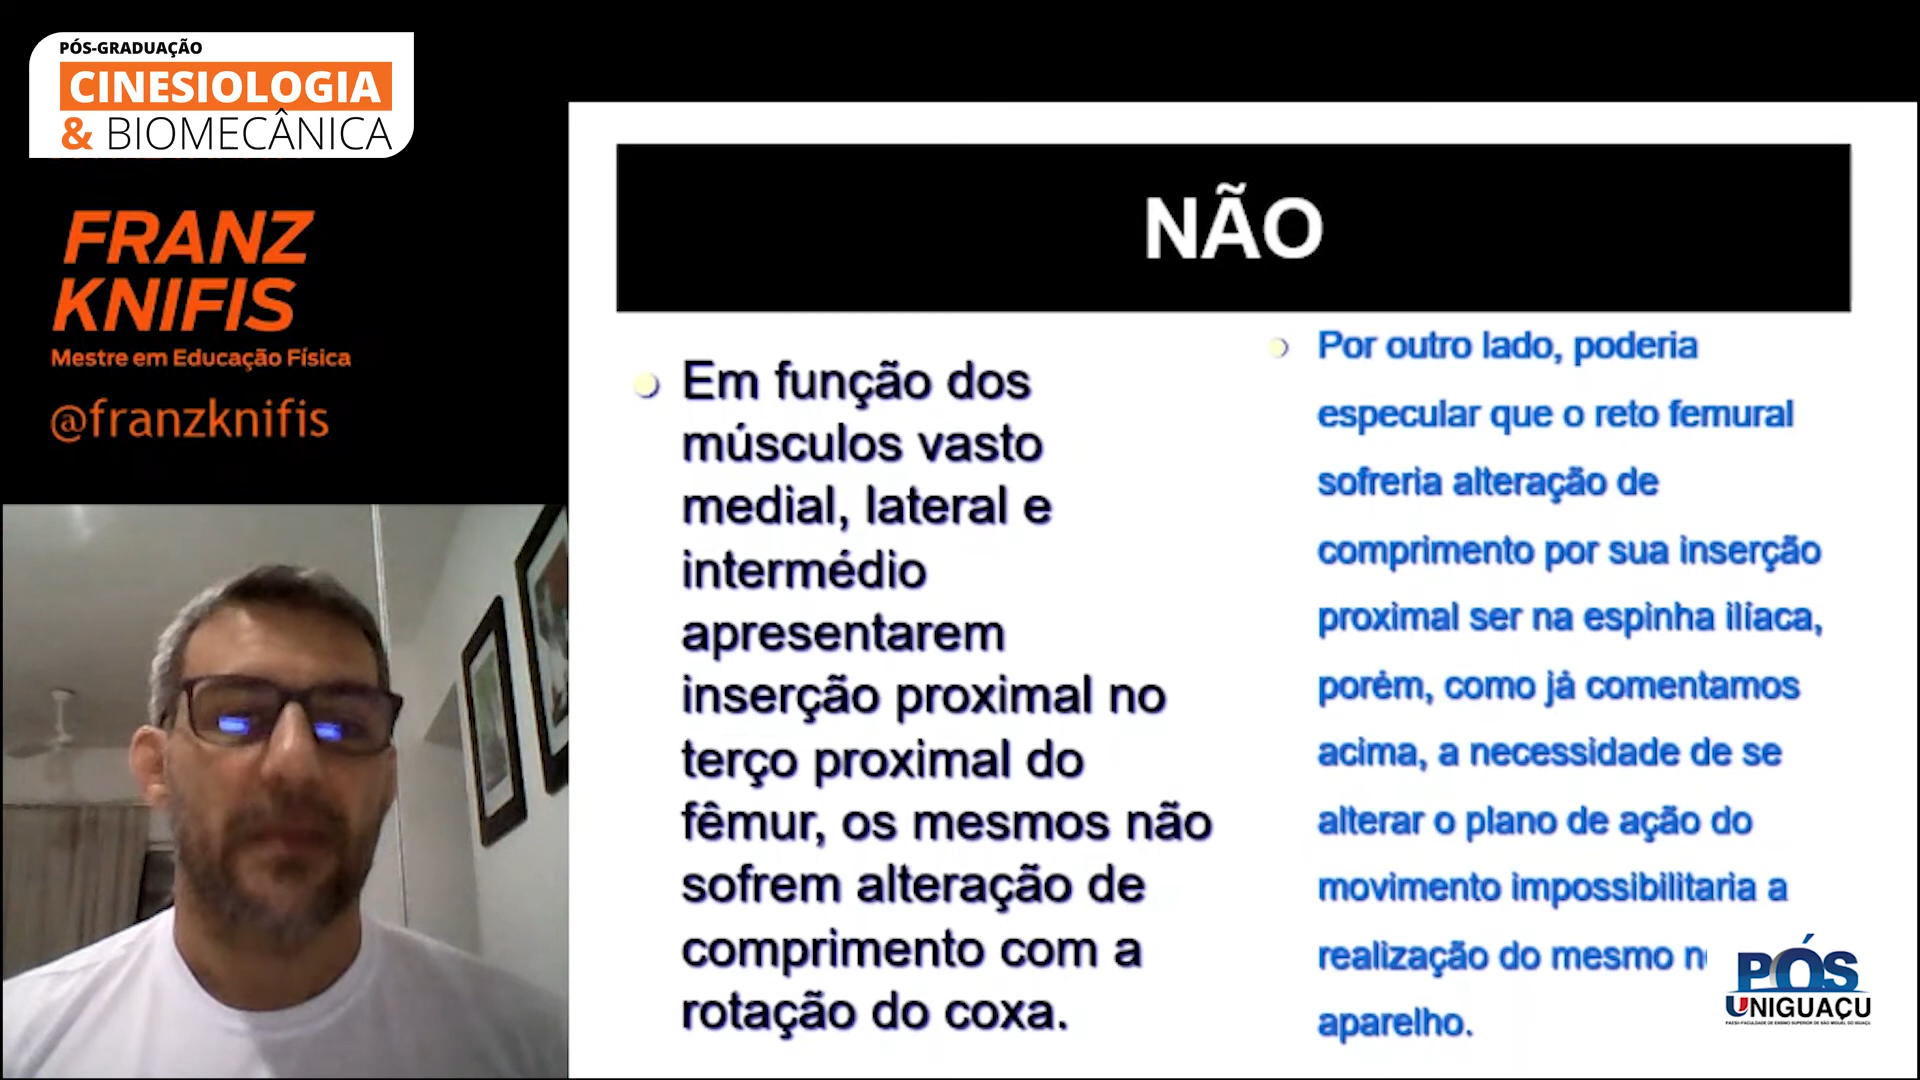 PÓS-GRADUAÇÃO
CINESIOLOGIA
& BIOMECÂNICA
FRANZ
KNIFIS
Mestre em Educação Física
@franzknifis
NÃO
Em função dos
músculos vasto
medial, lateral e
intermédio
apresentarem
inserção proximal no
terço proximal do
fêmur, os mesmos não
sofrem alteração de
comprimento com a
rotação do coxa.
Por outro lado, poderia
especular que o reto femural
sofreria alteração de
comprimento por sua inserção
proximal ser na espinha ilíaca,
porém, como já comentamos
acima, a necessidade de se
alterar o plano de ação do
movimento impossibilitaria a
realização do mesmo
aparelho.
PÓS
UNIGUAÇU